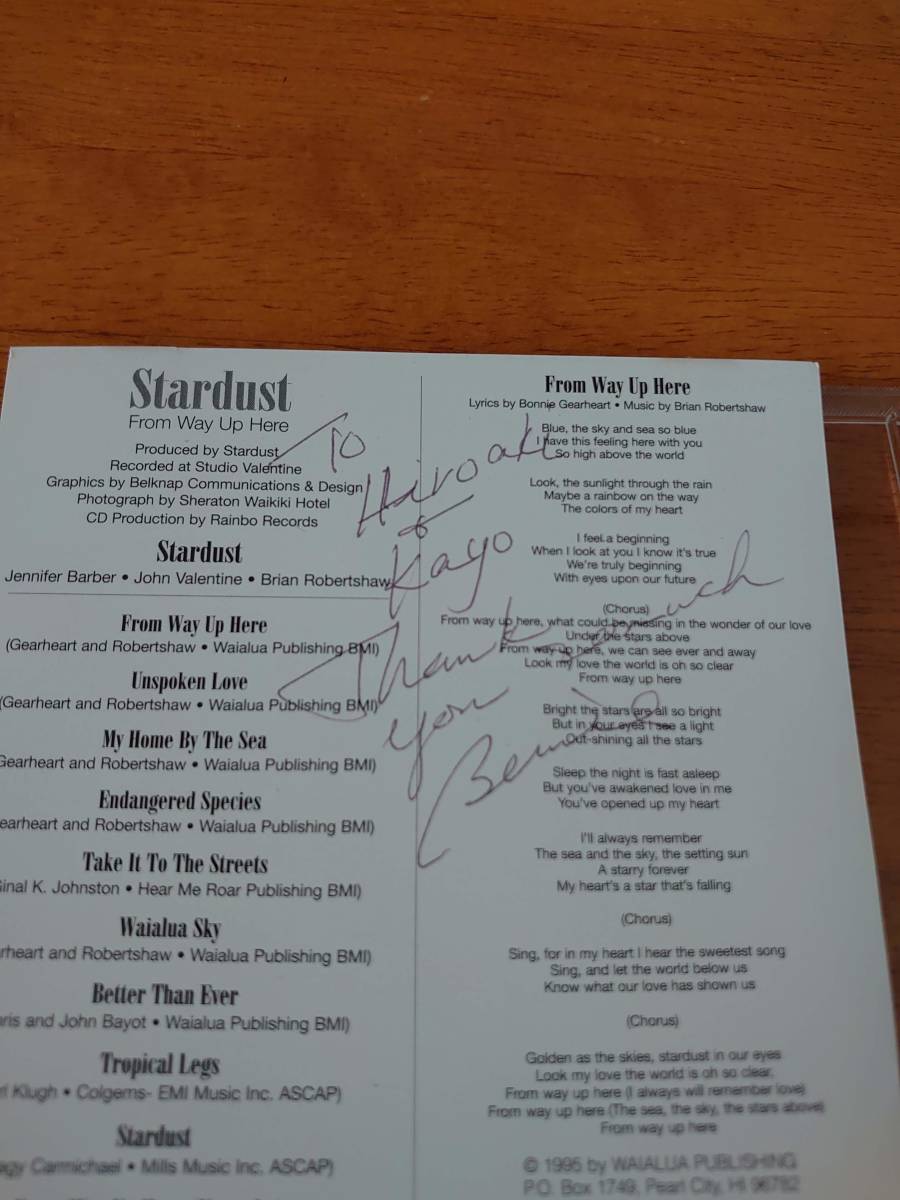 Stardust
From Way Up Here
Produced by Stardust
Recorded at Studio Valentine
Graphics by Belknap Communications & Design
Photograph by Sheraton Waikiki Hotel
CD Production by Rainbo Records
Stardust
Jennifer Barber • John Valentine • Brian Robertshaw
From Way Up Here
(Gearheart and Robertshaw • Waialua Publishing BMI)
Unspoken Love
(Gearheart and Robertshaw • Waialua Publishing BMI)
My Home By The Sea
Gearheart and Robertshaw • Waialua Publishing BMI)
Endangered Species
earheart and Robertshaw • Waialua Publishing BMI)
Take It To The Streets
inal K. Johnston • Hear Me Roar Publishing BMI)
Waialua Sky
rheart and Robertshaw • Waialua Publishing BMI)
Better Than Ever
ris and John Bayot • Waialua Publishing BMI)
Tropical Legs
rl Klugh • Colgems- EMI Music Inc. ASCAP)
Stardust
agy Carmichael • Mills Music Inc. ASCAP)
To
Hiroaki
&
Kayo
Thank
you
much
From Way Up Here
Lyrics by Bonnie Gearheart • Music by Brian Robertshaw
Blue, the sky and sea so blue
I have this feeling here with you
So high above the world
Look, the sunlight through the rain
Maybe a rainbow on the way
The colors of my heart
I feel a beginning
When I look at you I know it's true
We're truly beginning
With eyes upon our future
(Chorus)
From way up here, what could be missing in the wonder of our love
Under the stars above
From way up here, we can see ever and away
Look my love the world is oh so clear
From way up here
Bright the stars are all so bright
But in your eyes I see a light
Out-shining all the stars
Sleep the night is fast asleep
But you've awakened love in me
You've opened up my heart
I'll always remember
The sea and the sky, the setting sun
A starry forever
My heart's a star that's falling
(Chorus)
Sing, for in my heart I hear the sweetest song
Sing, and let the world below us
Know what our love has shown us
(Chorus)
Golden as the skies, stardust in our eyes
Look my love the world is oh so clear,
From way up here (I always will remember love)
From way up here (The sea, the sky, the stars above)
From way up here
© 1995 by WAIALUA PUBLISHING
P.O. Box 1749, Pearl City, HI 96782